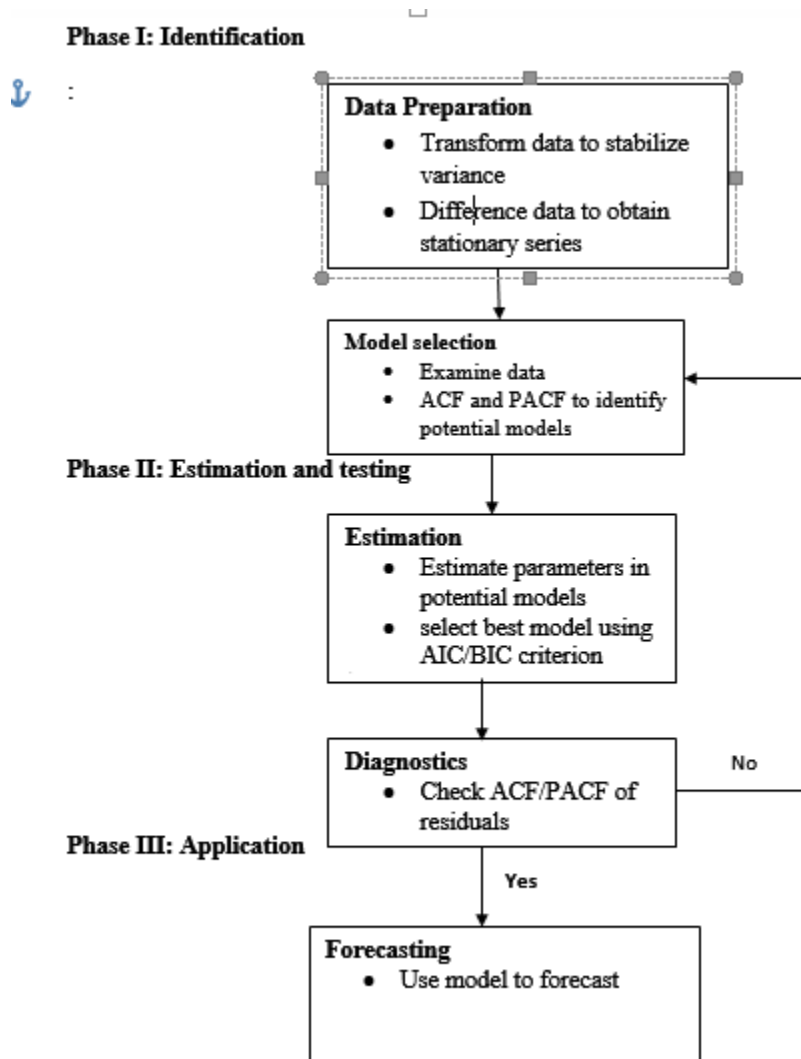 Phase I: Identification
:
Data Preparation
● Transform data to stabilize
variance
● Difference data to obtain
stationary series
Model selection
• Examine data
• ACF and PACF to identify
potential models
Phase II: Estimation and testing
Estimation
● Estimate parameters in
potential models
● select best model using
AIC/BIC criterion
Diagnostics
● Check ACF/PACF of
residuals
No
Phase III: Application
Yes
Forecasting
● Use model to forecast